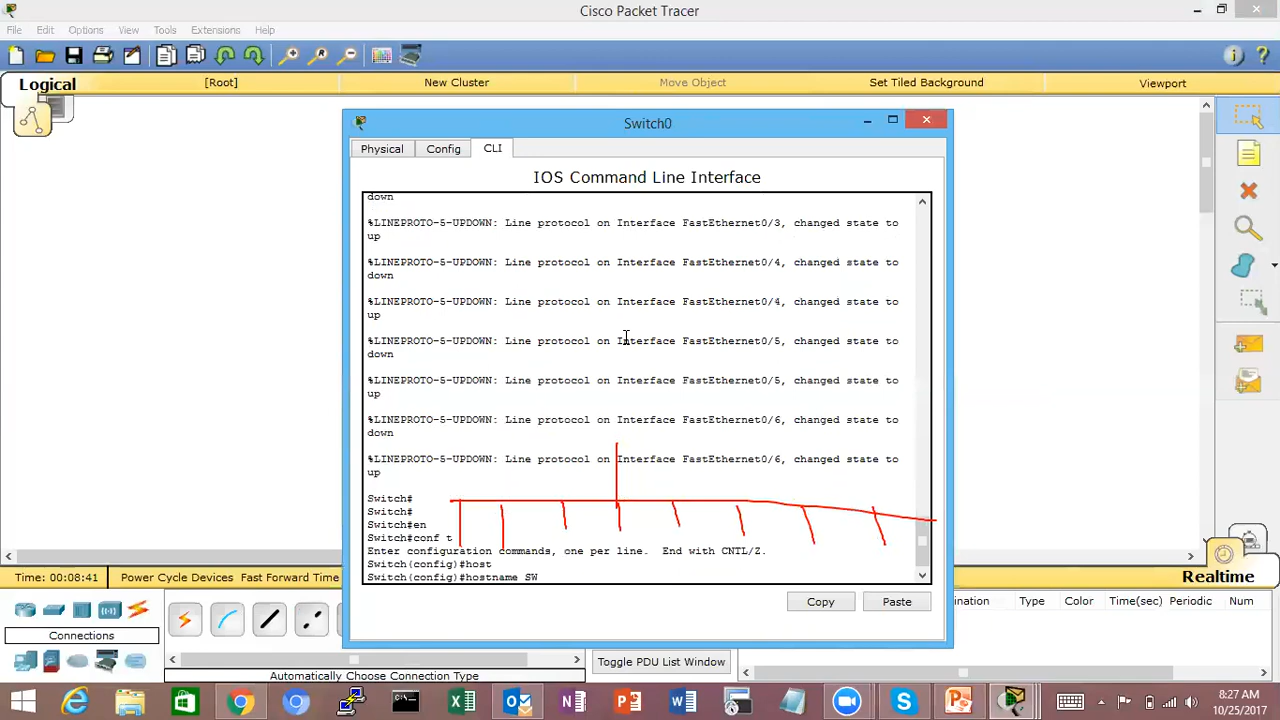 Cisco Packet Tracer
File Edit Options View Tools Extensions Help
Logical [Root] New Cluster Move Object Set Tiled Background Viewport
Switch0
Physical Config CLI
IOS Command Line Interface
down
%LINEPROTO-5-UPDOWN: Line protocol on Interface FastEthernet0/3, changed state to
up
%LINEPROTO-5-UPDOWN: Line protocol on Interface FastEthernet0/4, changed state to
down
%LINEPROTO-5-UPDOWN: Line protocol on Interface FastEthernet0/4, changed state to
up
%LINEPROTO-5-UPDOWN: Line protocol on Interface FastEthernet0/5, changed state to
down
%LINEPROTO-5-UPDOWN: Line protocol on Interface FastEthernet0/5, changed state to
up
%LINEPROTO-5-UPDOWN: Line protocol on Interface FastEthernet0/6, changed state to
down
%LINEPROTO-5-UPDOWN: Line protocol on Interface FastEthernet0/6, changed state to
up
Switch#
Switch#
Switch#en
Switch#conf t
Enter configuration commands, one per line. End with CNTL/Z.
Switch(config)#host
Switch(config)#hostname SW
Copy Paste
Time: 00:08:41 Power Cycle Devices Fast Forward Time Realtime
ination Type Color Time(sec) Periodic Num
Connections
Toggle PDU List Window
Automatically Choose Connection Type
8:27 AM
10/25/2017